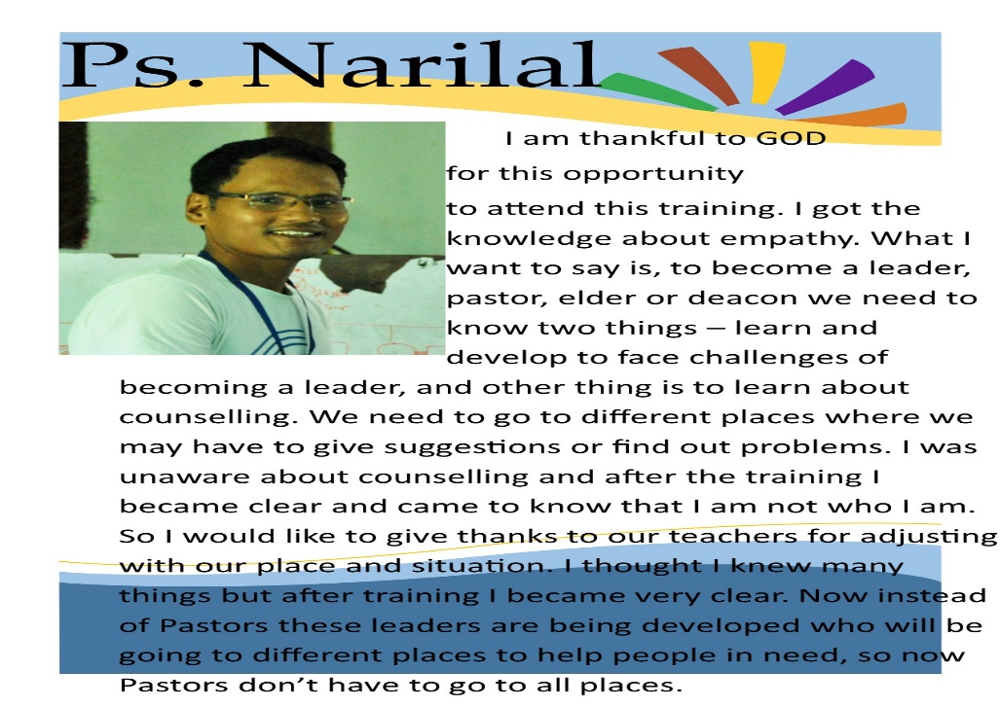 Ps. Narilal
I am thankful to GOD
for this opportunity
to attend this training. I got the
knowledge about empathy. What I
want to say is, to become a leader,
pastor, elder or deacon we need to
know two things – learn and
develop to face challenges of
becoming a leader, and other thing is to learn about
counselling. We need to go to different places where we
may have to give suggestions or find out problems. I was
unaware about counselling and after the training I
became clear and came to know that I am not who I am.
So I would like to give thanks to our teachers for adjusting
with our place and situation. I thought I knew many
things but after training I became very clear. Now instead
of Pastors these leaders are being developed who will be
going to different places to help people in need, so now
Pastors don’t have to go to all places.